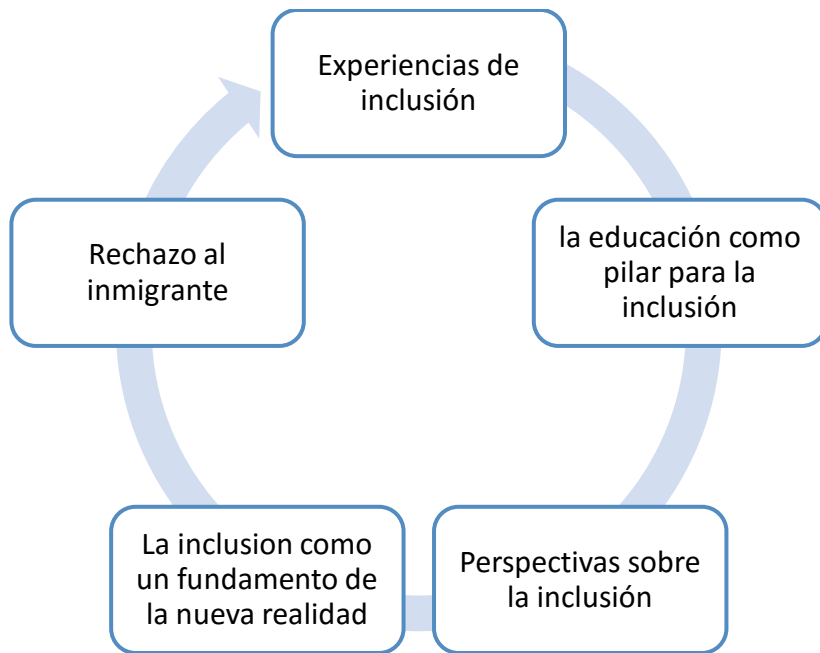 Experiencias de
inclusión
la educación como
pilar para la
inclusión
Perspectivas sobre
la inclusión
La inclusion como
un fundamento de
la nueva realidad
Rechazo al
inmigrante